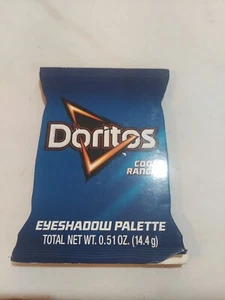 Doritos
COOL
RANCH
EYESHADOW PALETTE
TOTAL NET WT. 0.51 OZ. (14.4 g)